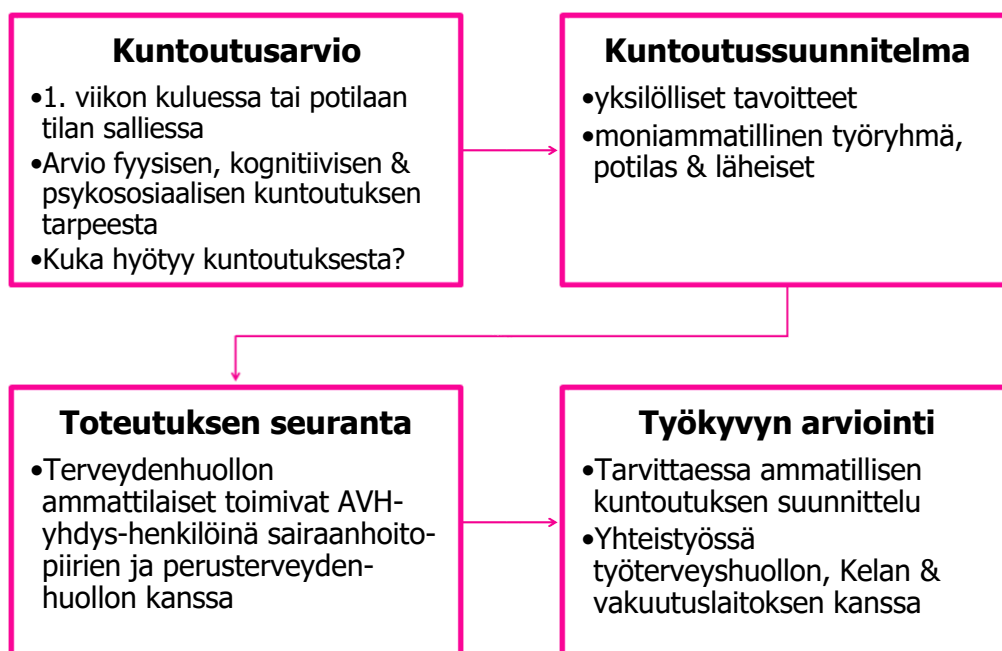 Kuntoutusarvio
•1. viikon kuluessa tai potilaan
tilan salliessa
•Arvio fyysisen, kognitiivisen &
psykososiaalisen kuntoutuksen
tarpeesta
•Kuka hyötyy kuntoutuksesta?
Kuntoutussuunnitelma
•yksilölliset tavoitteet
•moniammatillinen työryhmä,
potilas & läheiset
Toteutuksen seuranta
•Terveydenhuollon
ammattilaiset toimivat AVH-
yhdys-henkilöinä sairaanhoito-
piirien ja perusterveyden-
huollon kanssa
Työkyvyn arviointi
•Tarvittaessa ammatillisen
kuntoutuksen suunnittelu
•Yhteistyössä
työterveyshuollon, Kelan &
vakuutuslaitoksen kanssa